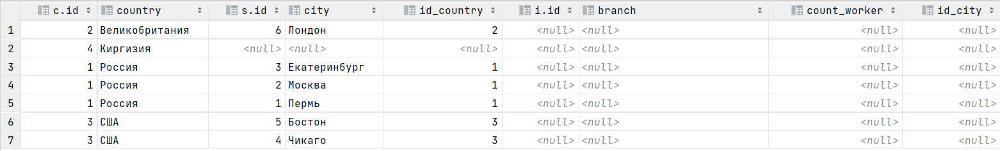 c.id country s.id city id_country i.id branch count_worker id_city
1 2 Великобритания 6 Лондон 2 <null> <null> <null> <null>
2 4 Киргизия <null> <null> <null> <null> <null> <null> <null>
3 1 Россия 3 Екатеринбург 1 <null> <null> <null> <null>
4 1 Россия 2 Москва 1 <null> <null> <null> <null>
5 1 Россия 1 Пермь 1 <null> <null> <null> <null>
6 3 США 5 Бостон 3 <null> <null> <null> <null>
7 3 США 4 Чикаго 3 <null> <null> <null> <null>